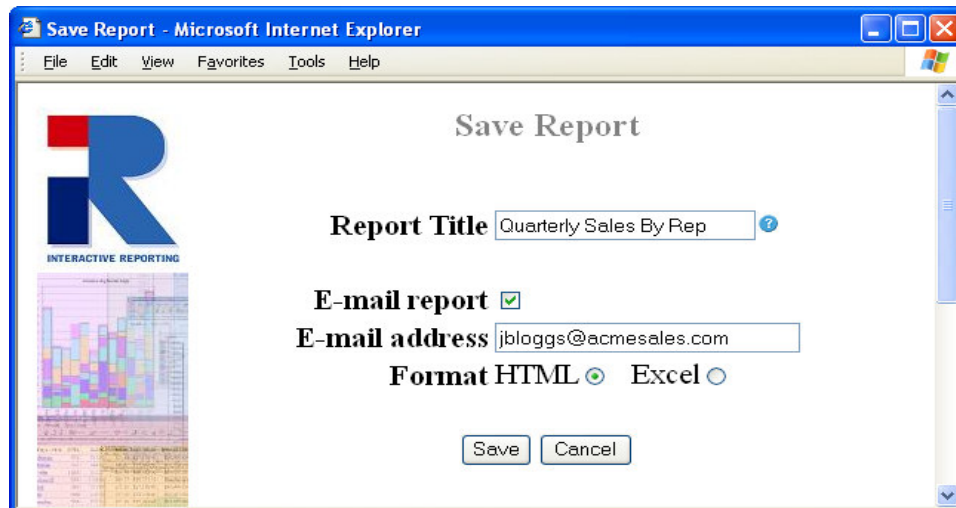 Save Report - Microsoft Internet Explorer
File Edit View Favorites Tools Help
Save Report
Report Title Quarterly Sales By Rep ?
INTERACTIVE REPORTING
E-mail report
E-mail address jbloggs@acmesales.com
Format HTML Excel
Save Cancel